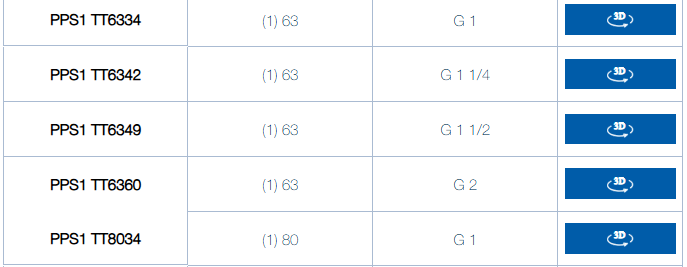 PPS1 TT6334 (1) 63 G 1 3D
PPS1 TT6342 (1) 63 G 1 1/4 3D
PPS1 TT6349 (1) 63 G 1 1/2 3D
PPS1 TT6360 (1) 63 G 2 3D
PPS1 TT8034 (1) 80 G 1 3D